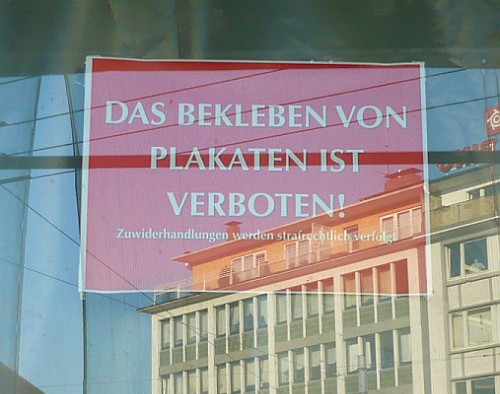 DAS BEKLEBEN VON
PLAKATEN IST
VERBOTEN!
Zuwiderhandlungen werden strafrechtlich verfolgt